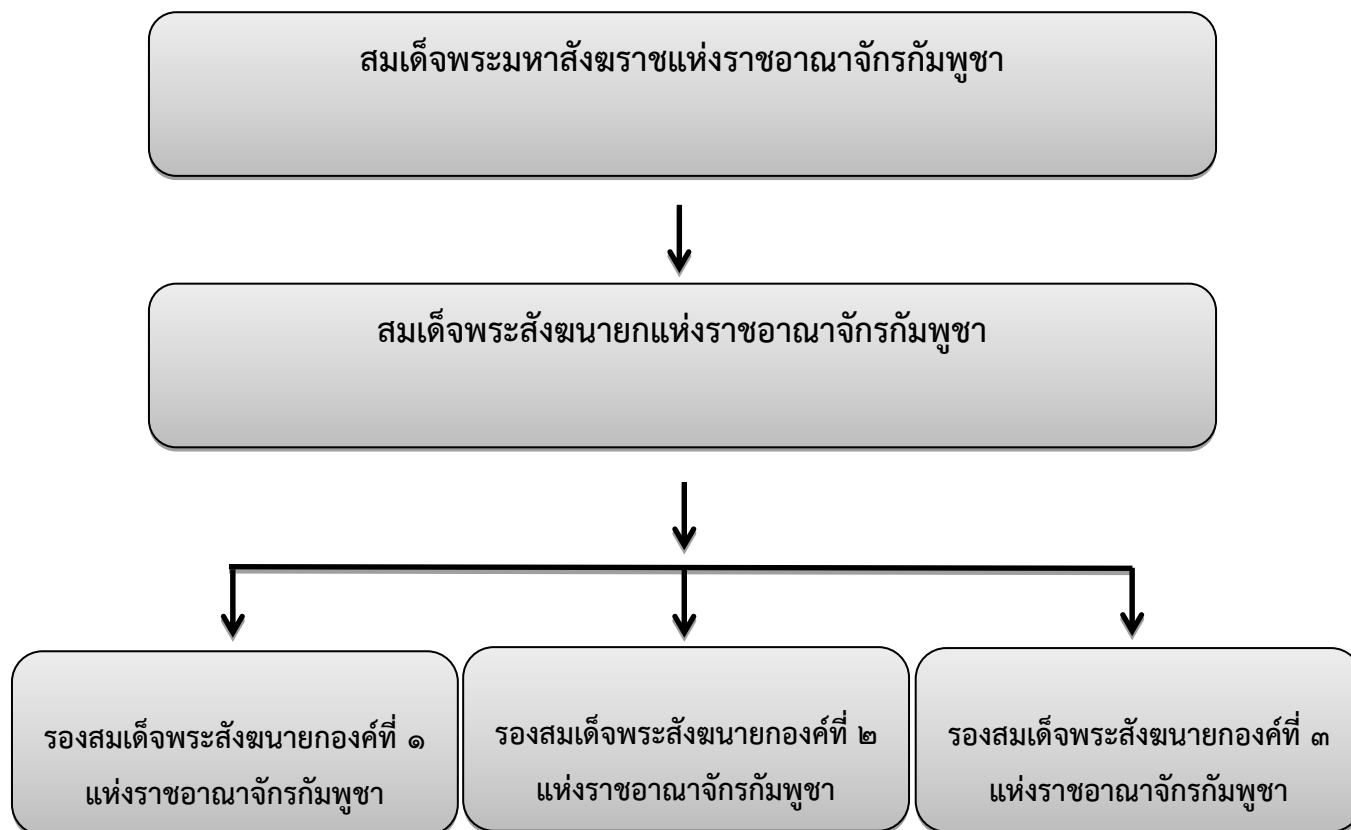 สมเด็จพระมหาสังฆราชแห่งราชอาณาจักรกัมพูชา
สมเด็จพระสังฆนายกแห่งราชอาณาจักรกัมพูชา
รองสมเด็จพระสังฆนายกองค์ที่ ๑
แห่งราชอาณาจักรกัมพูชา
รองสมเด็จพระสังฆนายกองค์ที่ ๒
แห่งราชอาณาจักรกัมพูชา
รองสมเด็จพระสังฆนายกองค์ที่ ๓
แห่งราชอาณาจักรกัมพูชา